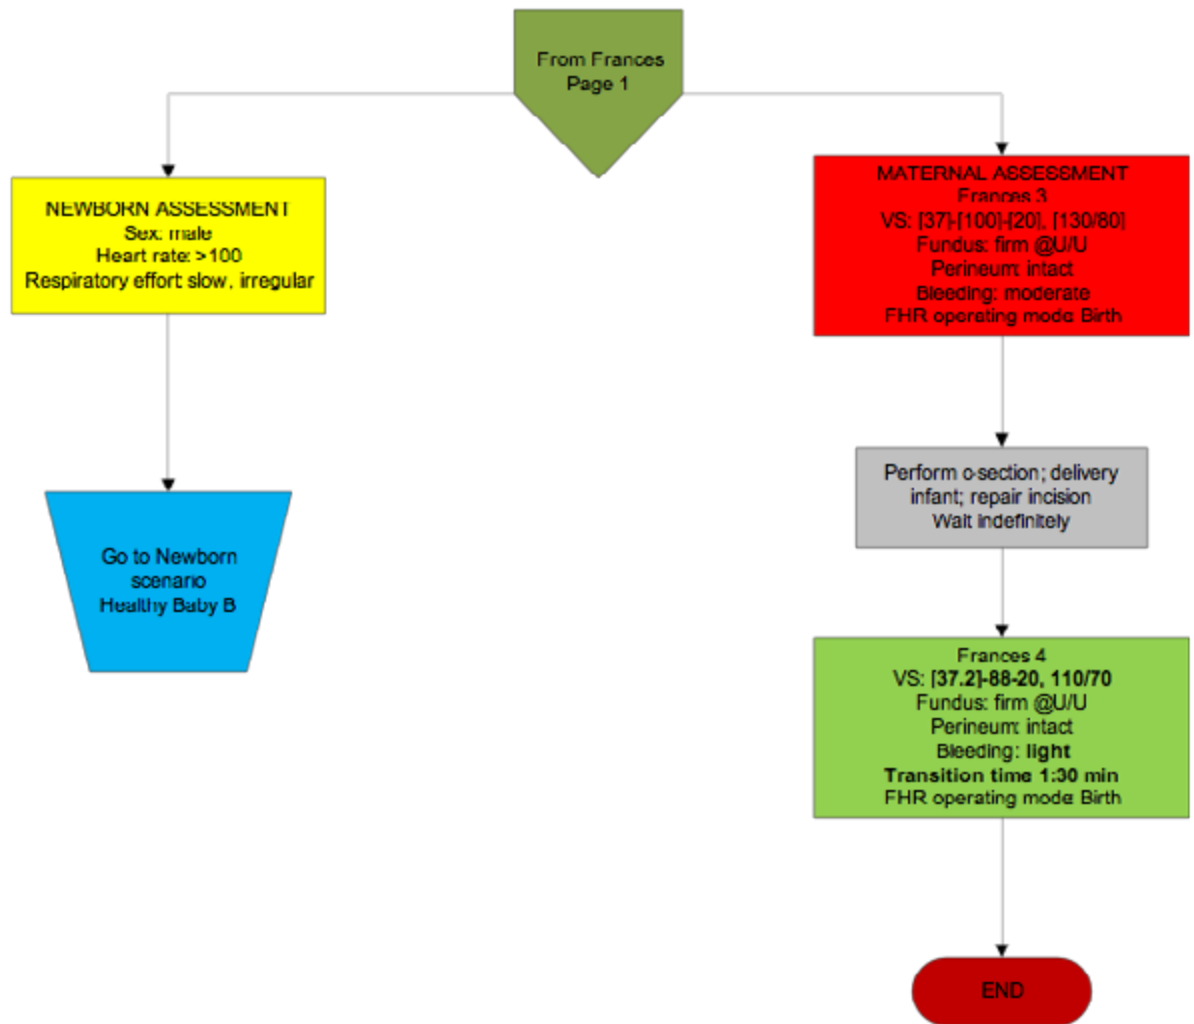 From Frances
Page 1
NEWBORN ASSESSMENT
Sex: male
Heart rate: >100
Respiratory effort: slow, irregular
Go to Newborn
scenario
Healthy Baby B
MATERNAL ASSESSMENT
Frances 3
VS: [37]-[100]-[20], [130/80]
Fundus: firm @U/U
Perineum: intact
Bleeding: moderate
FHR operating mode: Birth
Perform c-section; delivery
infant; repair incision
Wait indefinitely
Frances 4
VS: [37.2]-88-20, 110/70
Fundus: firm @U/U
Perineum: intact
Bleeding: light
Transition time 1:30 min
FHR operating mode: Birth
END